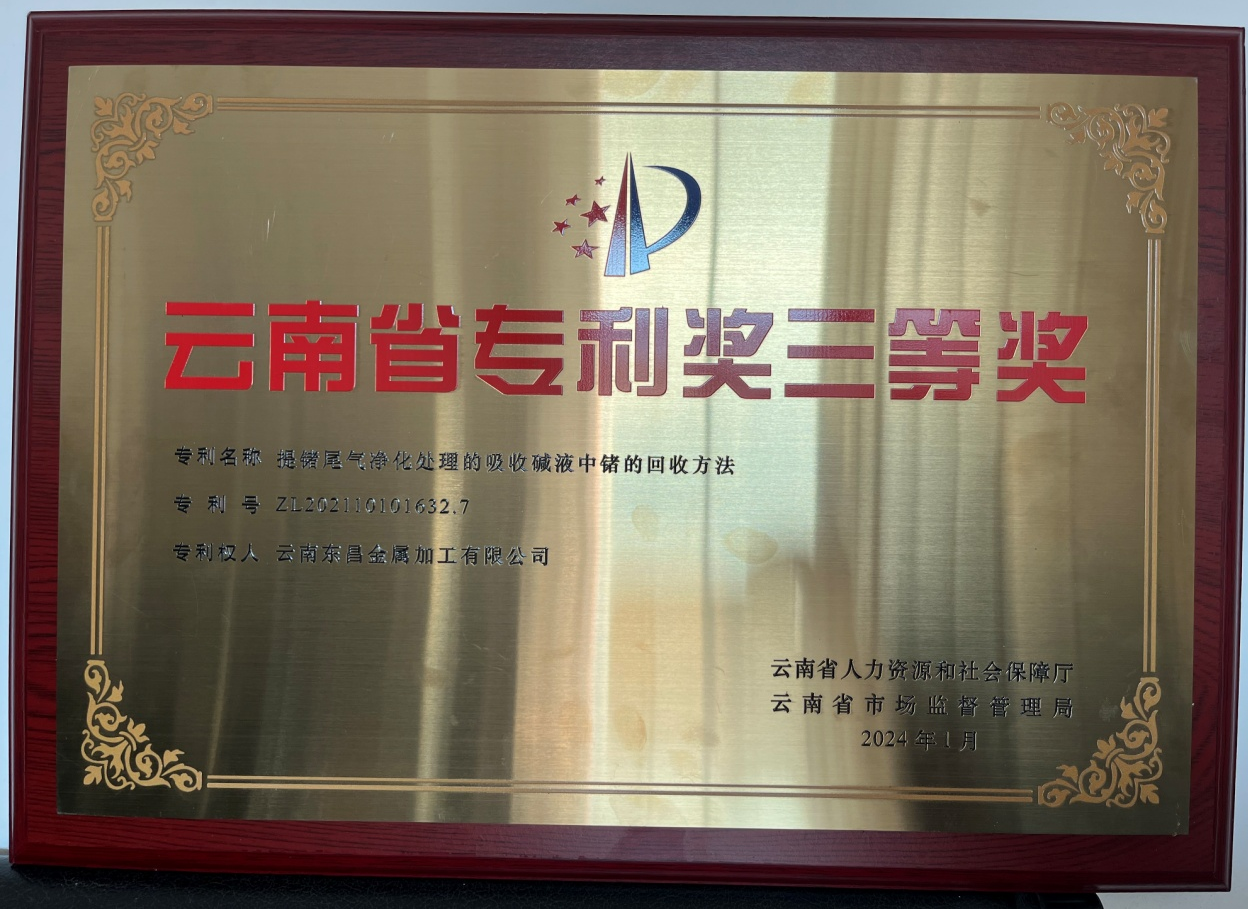 云南省专利奖三等奖
专利名称 提锗尾气净化处理的吸收碱液中锗的回收方法
专利号 ZL202110101632.7
专利权人 云南东昌金属加工有限公司
云南省人力资源和社会保障厅
云南省市场监督管理局
2024年1月